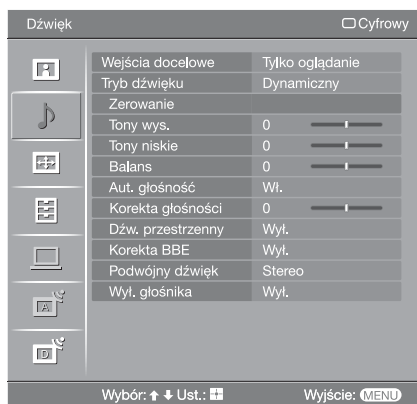 Dźwięk Cyfrowy
Wejścia docelowe Tylko oglądanie
Tryb dźwięku Dynamiczny
Zerowanie
Tony wys. 0
Tony niskie 0
Balans 0
Aut. głośność Wł.
Korekta głośności 0
Dźw. przestrzenny Wył.
Korekta BBE Wył.
Podwójny dźwięk Stereo
Wył. głośnika Wył.
A
D
Wybór: Ust.: Wyjście: MENU